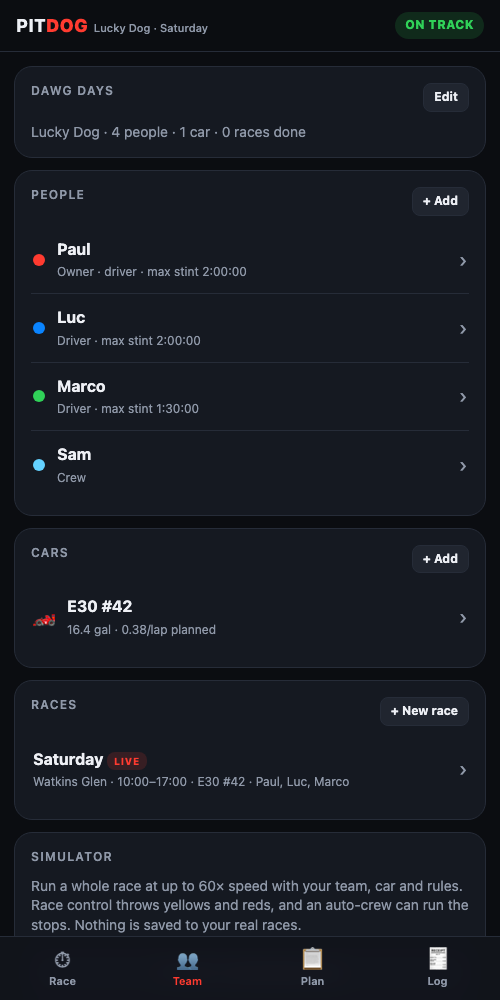 PITDOG Lucky Dog · Saturday
ON TRACK
DAWG DAYS
Edit
Lucky Dog · 4 people · 1 car · 0 races done
PEOPLE
+ Add
Paul
Owner · driver · max stint 2:00:00
›
Luc
Driver · max stint 2:00:00
›
Marco
Driver · max stint 1:30:00
›
Sam
Crew
›
CARS
+ Add
E30 #42
16.4 gal · 0.38/lap planned
›
RACES
+ New race
Saturday LIVE
Watkins Glen · 10:00–17:00 · E30 #42 · Paul, Luc, Marco
›
SIMULATOR
Run a whole race at up to 60× speed with your team, car and rules.
Race control throws yellows and reds, and an auto-crew can run the
stops. Nothing is saved to your real races.
Race
Team
Plan
Log